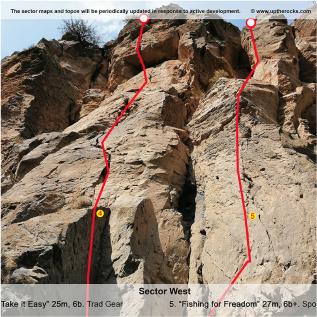 The sector maps and topos will be periodically updated in response to active development. © www.uptherocks.com
4
5
Sector West
Take it Easy" 25m, 6b. Trad Gear 5. "Fishing for Freadom" 27m, 6b+. Spo